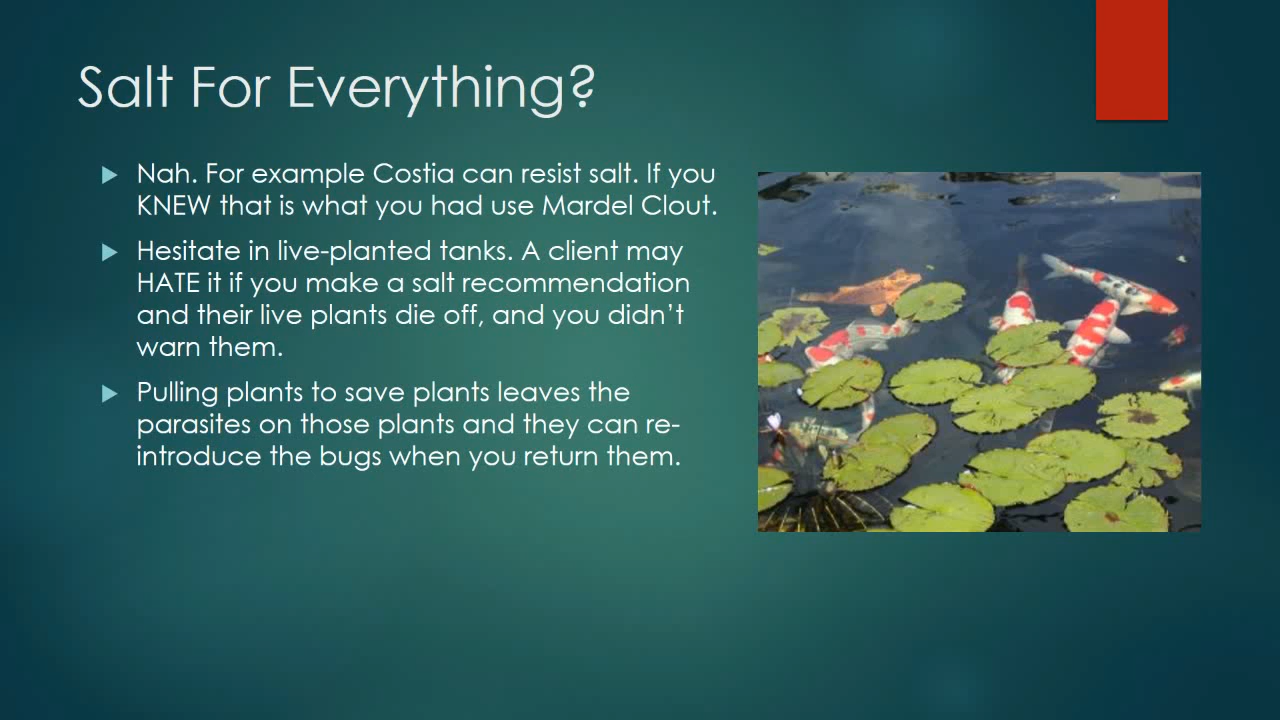 Salt For Everything?
Nah. For example Costia can resist salt. If you
KNEW that is what you had use Mardel Clout.
Hesitate in live-planted tanks. A client may
HATE it if you make a salt recommendation
and their live plants die off, and you didn’t
warn them.
Pulling plants to save plants leaves the
parasites on those plants and they can re-
introduce the bugs when you return them.